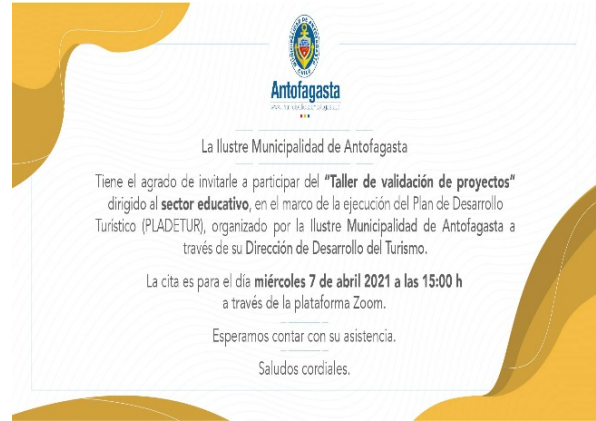 Antofagasta
La Ilustre Municipalidad de Antofagasta
Tiene el agrado de invitarle a participar del "Taller de validación de proyectos"
dirigido al sector educativo, en el marco de la ejecución del Plan de Desarrollo
Turistico (PLADETUR), organizado por la Ilustre Municipalidad de Antofagasta a
través de su Dirección de Desarrollo del Turismo.
La cita es para el día miércoles 7 de abril 2021 a las 15:00 h
a través de la plataforma Zoom.
Esperamos contar con su asistencia.
Saludos cordiales.